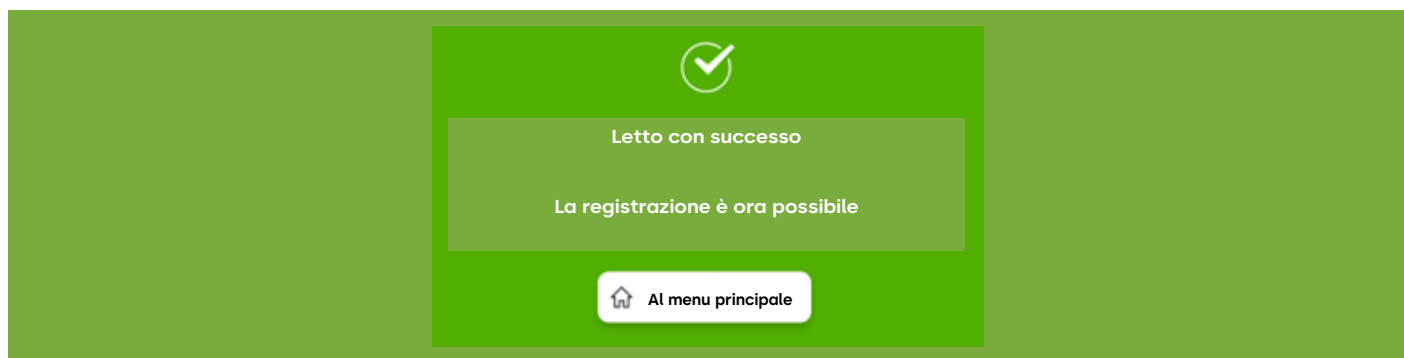 Letto con successo
La registrazione è ora possibile
Al menu principale